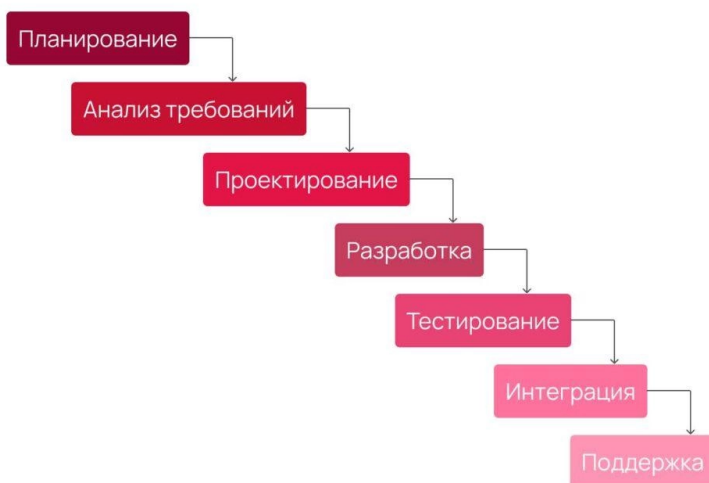 Планирование
Анализ требований
Проектирование
Разработка
Тестирование
Интеграция
Поддержка